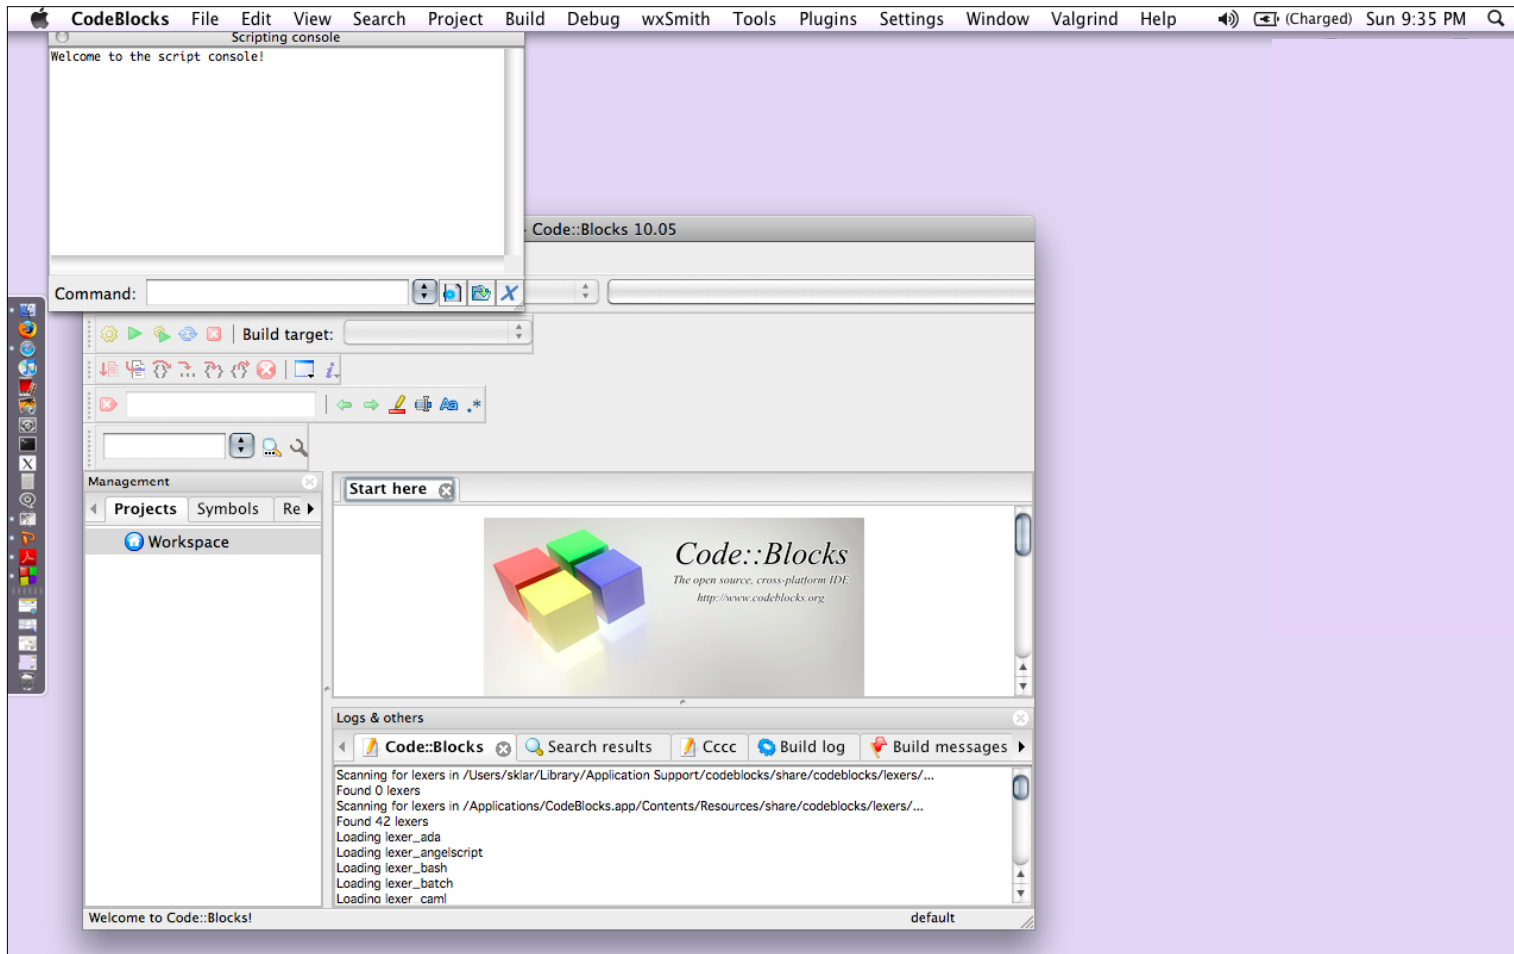 CodeBlocks File Edit View Search Project Build Debug wxSmith Tools Plugins Settings Window Valgrind Help (Charged) Sun 9:35 PM
Scripting console
Welcome to the script console!
- Code::Blocks 10.05
Command:
Build target:
Management
Projects Symbols Re
Workspace
Start here
Code::Blocks
The open source, cross-platform IDE
http://www.codeblocks.org
Logs & others
Code::Blocks Search results Cccc Build log Build messages
Scanning for lexers in /Users/sklar/Library/Application Support/codeblocks/share/codeblocks/lexers/...
Found 0 lexers
Scanning for lexers in /Applications/CodeBlocks.app/Contents/Resources/share/codeblocks/lexers/...
Found 42 lexers
Loading lexer_ada
Loading lexer_angelscript
Loading lexer_bash
Loading lexer_batch
Loading lexer_caml
Welcome to Code::Blocks! default